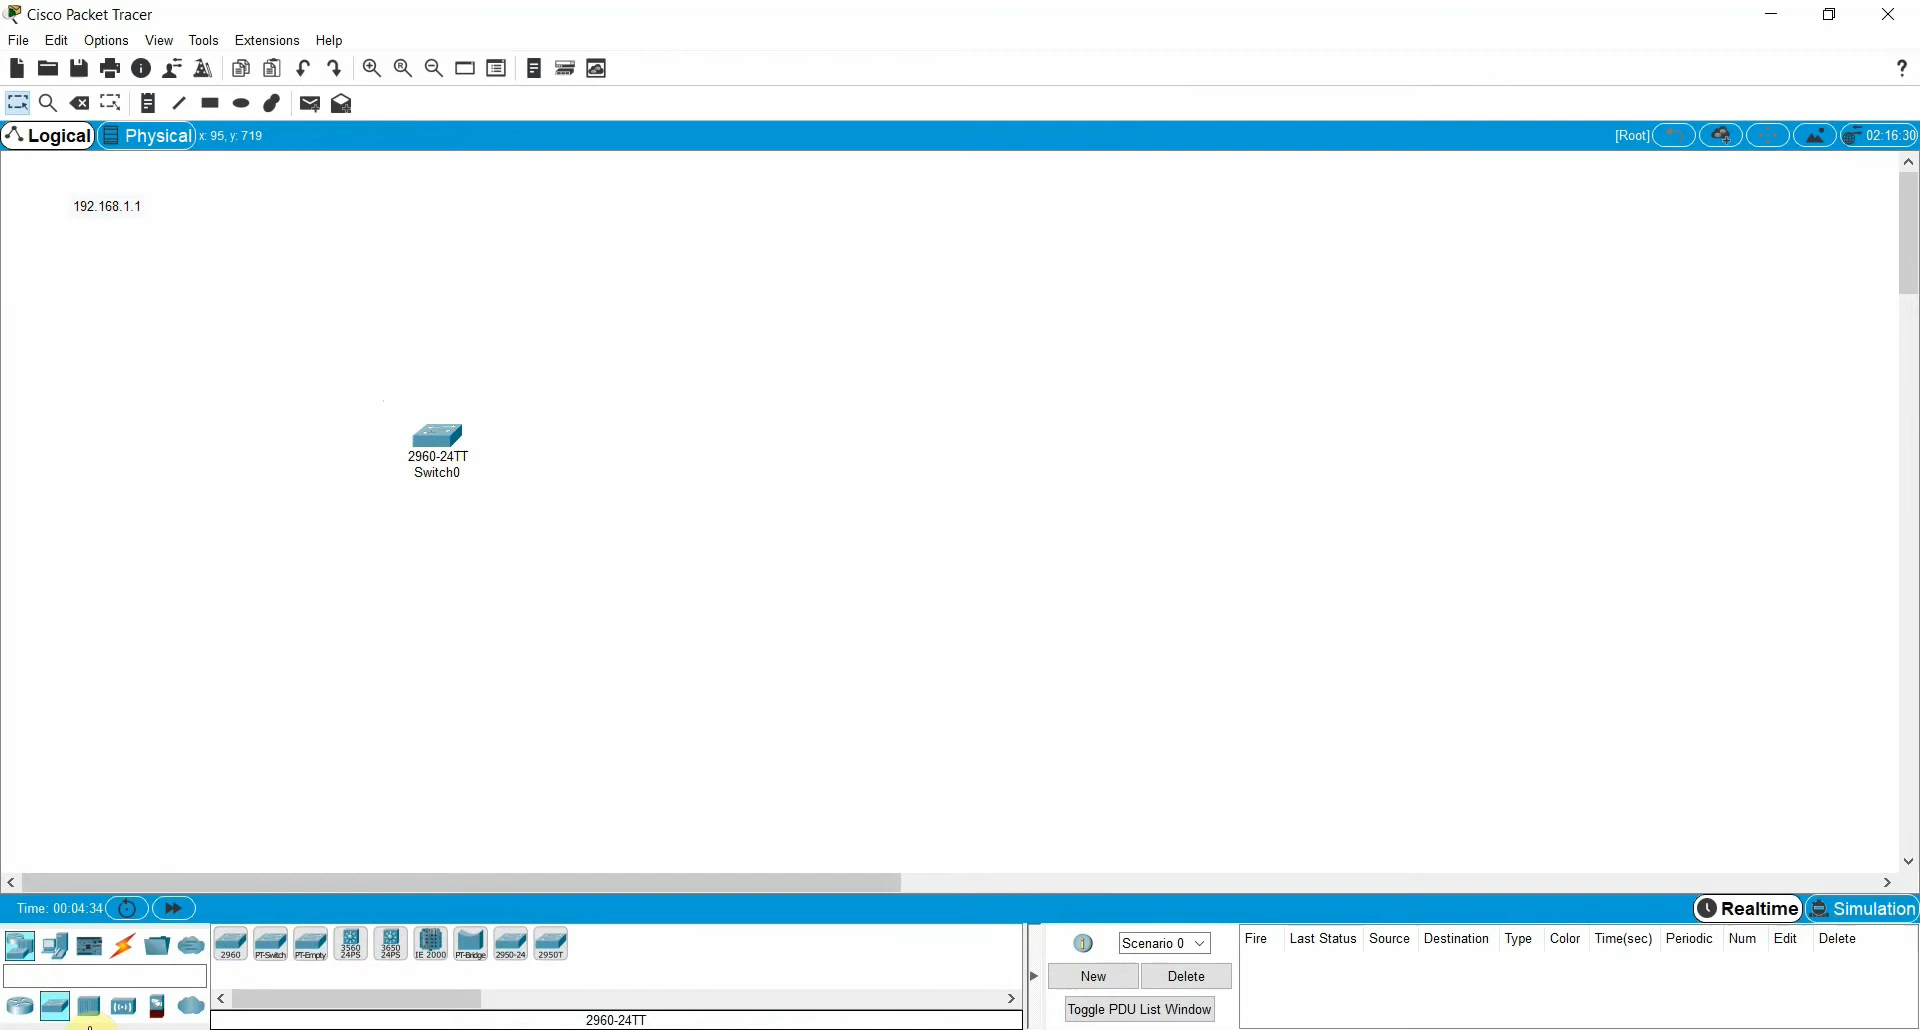 Cisco Packet Tracer
File Edit Options View Tools Extensions Help
Logical Physical x: 95, y: 719 [Root] 02:16:30
192.168.1.1
2960-24TT
Switch0
Time: 00:04:34 Realtime Simulation
2960 PT-Switch PT-Empty 3560 24PS 3650 24PS IE 2000 PT-Bridge 2950-24 2950T
Scenario 0
New Delete
Toggle PDU List Window
Fire Last Status Source Destination Type Color Time(sec) Periodic Num Edit Delete
2960-24TT